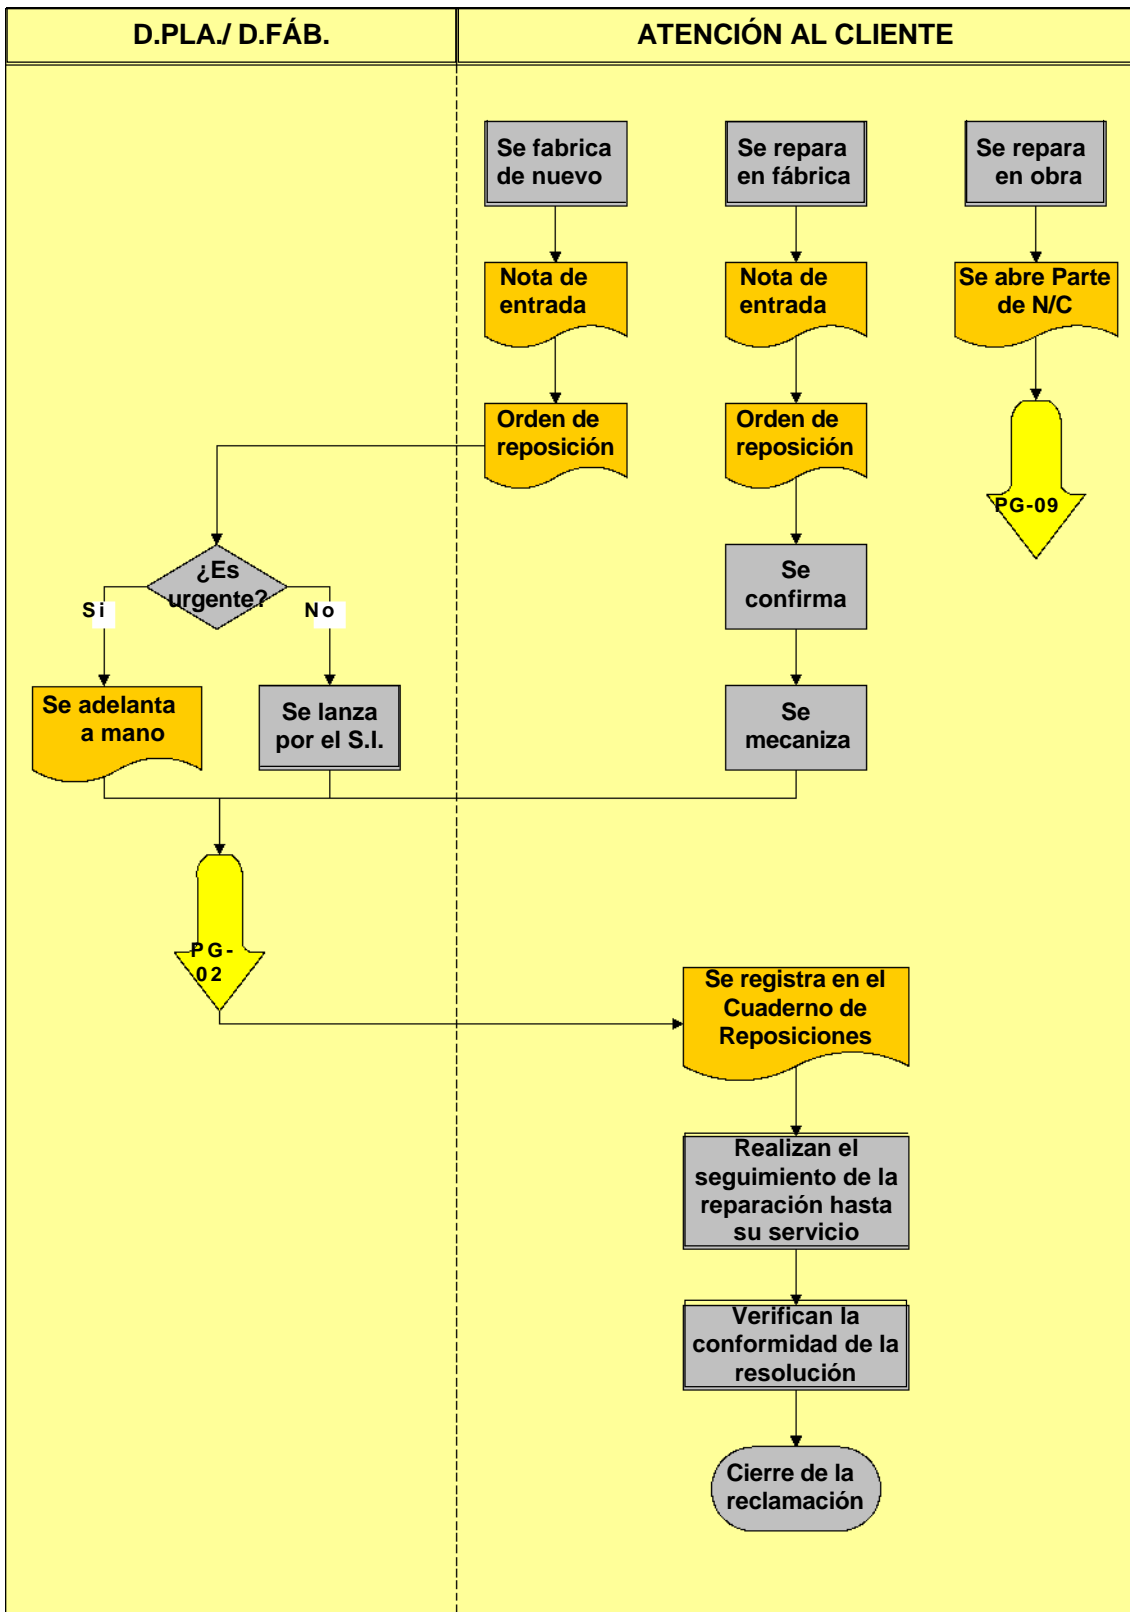 D.PLA./ D.FÁB.
ATENCIÓN AL CLIENTE
Se fabrica
de nuevo
Se repara
en fábrica
Se repara
en obra
Nota de
entrada
Nota de
entrada
Se abre Parte
de N/C
Orden de
reposición
Orden de
reposición
PG-09
¿Es
urgente?
Si
No
Se
confirma
Se adelanta
a mano
Se lanza
por el S.I.
Se
mecaniza
PG-
02
Se registra en el
Cuaderno de
Reposiciones
Realizan el
seguimiento de la
reparación hasta
su servicio
Verifican la
conformidad de la
resolución
Cierre de la
reclamación